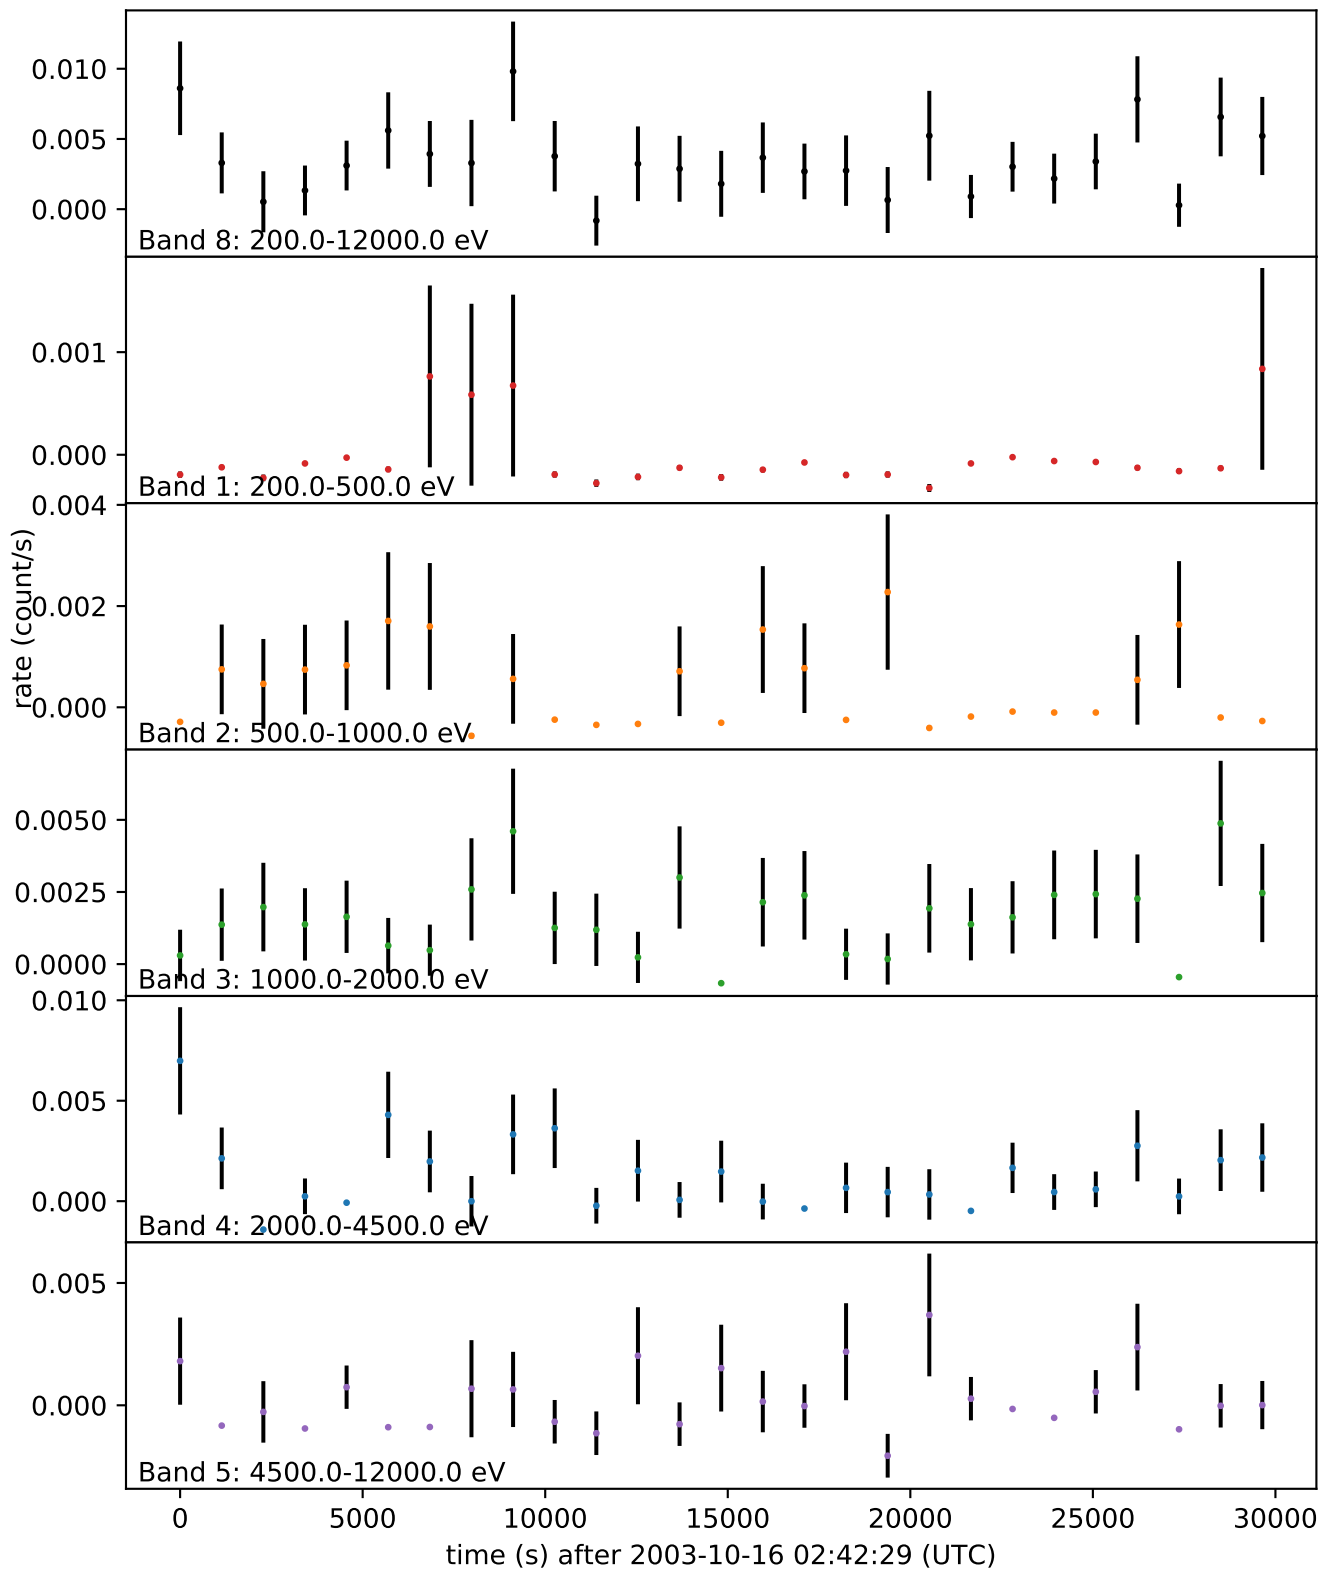 0.010
0.005
0.000
Band 8: 200.0-12000.0 eV
0.001
0.000
Band 1: 200.0-500.0 eV
rate (count/s)
0.004
0.002
0.000
Band 2: 500.0-1000.0 eV
0.0050
0.0025
0.0000
Band 3: 1000.0-2000.0 eV
0.010
0.005
0.000
Band 4: 2000.0-4500.0 eV
0.005
0.000
Band 5: 4500.0-12000.0 eV
0 5000 10000 15000 20000 25000 30000
time (s) after 2003-10-16 02:42:29 (UTC)